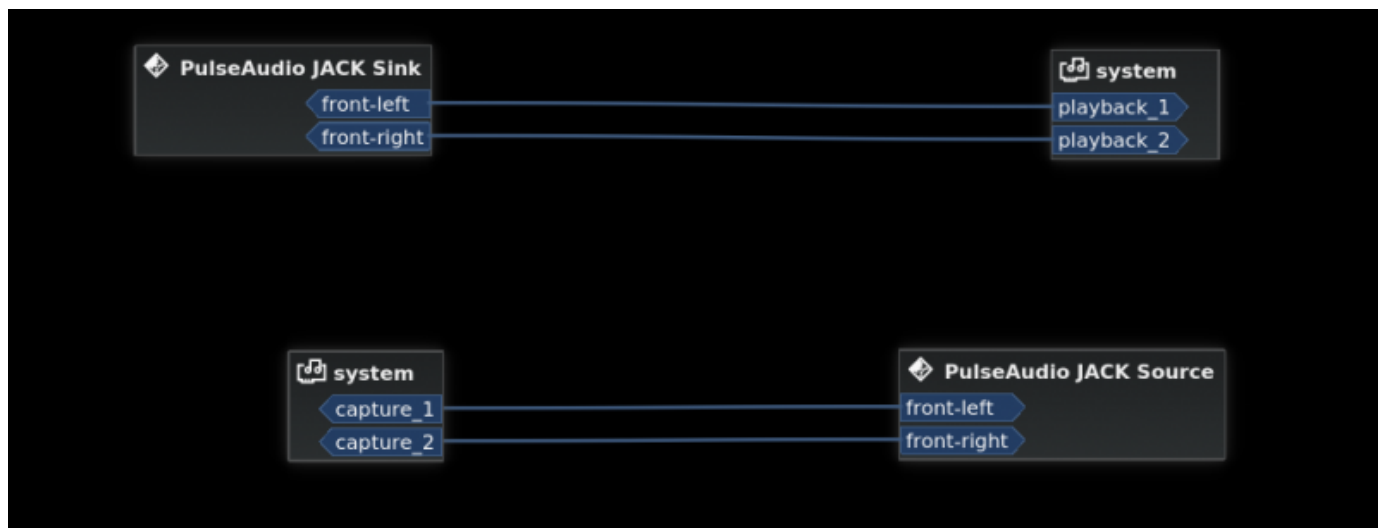 PulseAudio JACK Sink
front-left
front-right
system
playback_1
playback_2
system
capture_1
capture_2
PulseAudio JACK Source
front-left
front-right